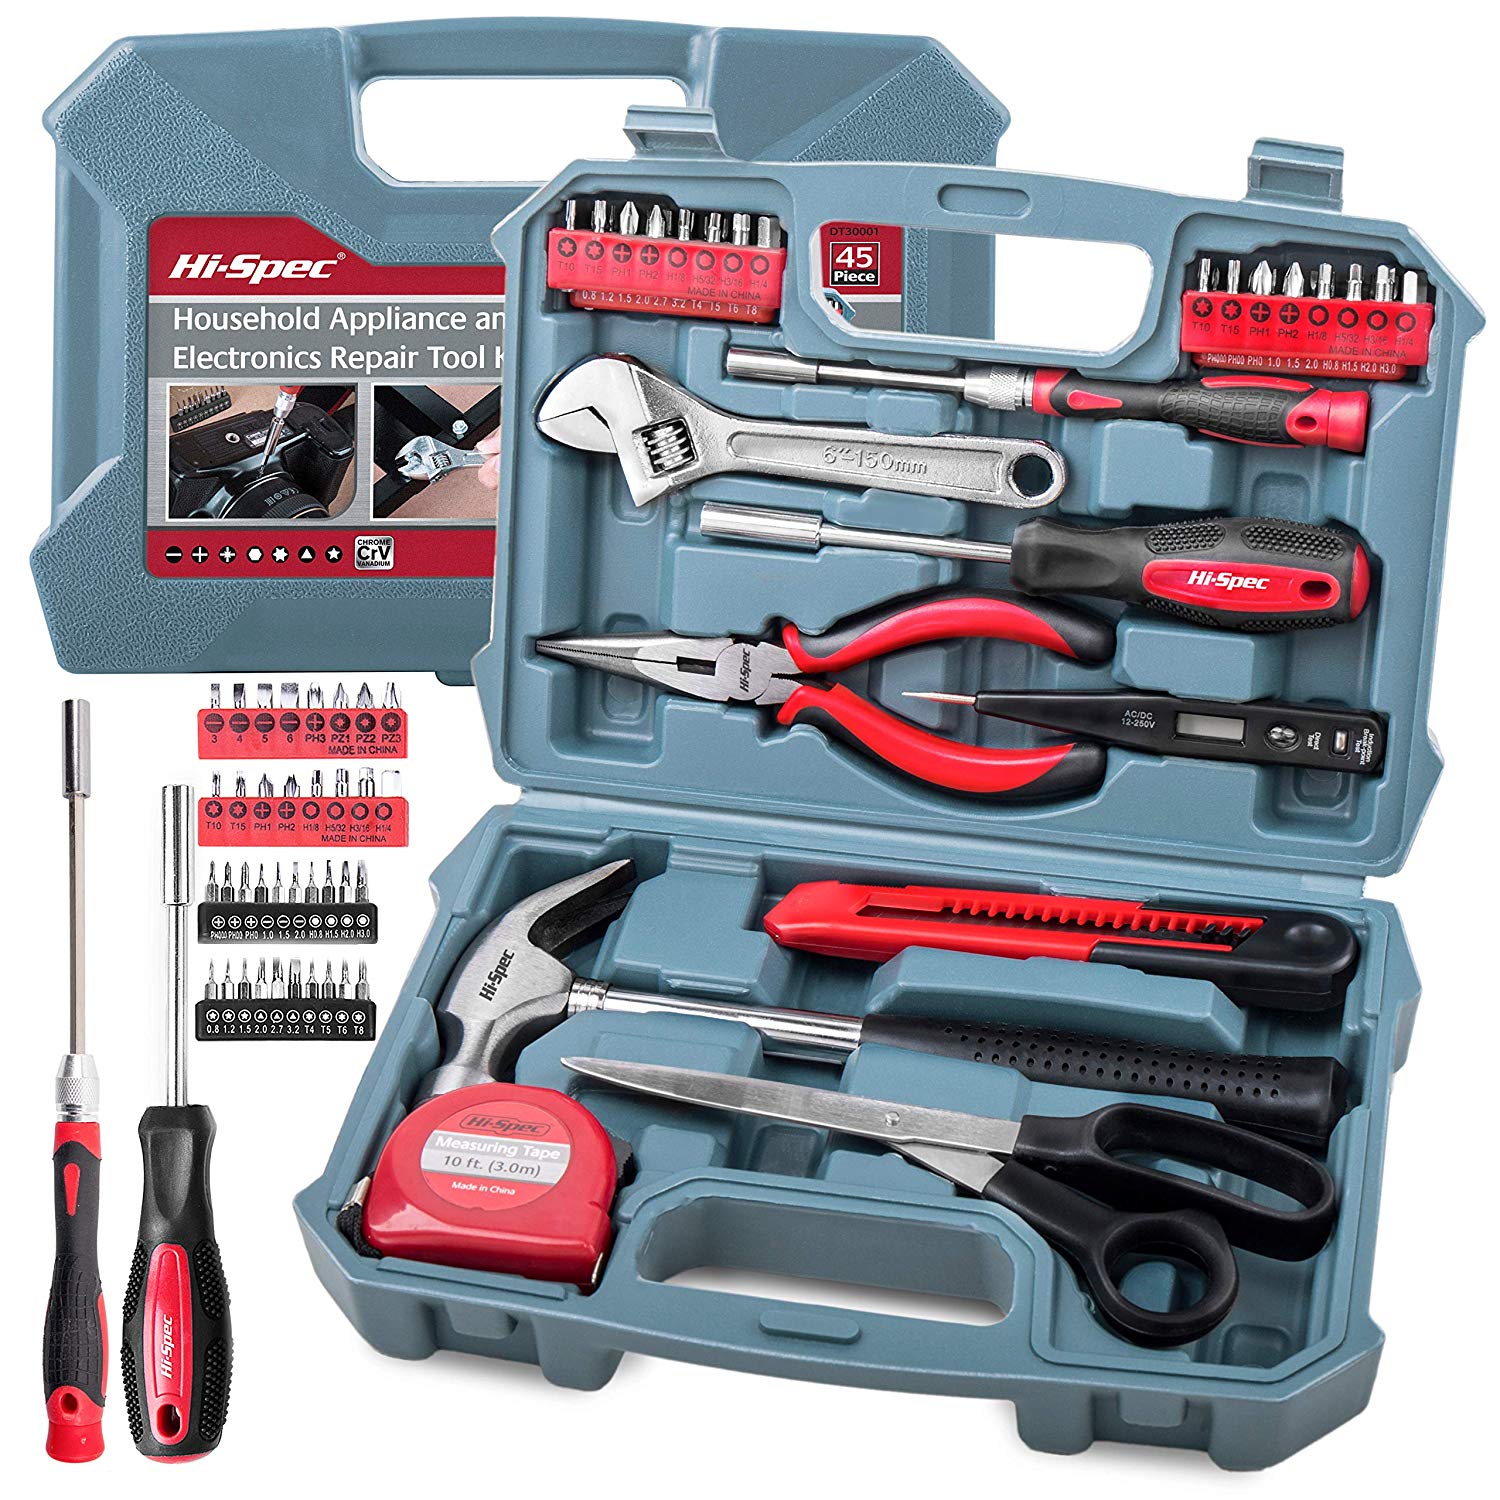 Hi-Spec®
Household Appliance an
Electronics Repair Tool K
CHROME
CrV
VANADIUM
DT30001
45
Piece
T10 T15 PH1 PH2 H1/8 H5/32 H3/16 H1/4
MADE IN CHINA
0.8 1.2 1.5 2.0 2.7 3.2 T4 T5 T6 T8
T10 T15 PH1 PH2 H1/8 H5/32 H3/16 H1/4
MADE IN CHINA
PH000 PH00 PH0 1.0 1.5 2.0 H0.8 H1.5 H2.0 H3.0
6"-150mm
Hi-Spec
Hi-Spec
AC/DC
12-250V
Direct
Test
Induction
Break-point
Test
3 4 5 6 PH3 PZ1 PZ2 PZ3
MADE IN CHINA
T10 T15 PH1 PH2 H1/8 H5/32 H3/16 H1/4
MADE IN CHINA
PH000 PH00 PH0 1.0 1.5 2.0 H0.8 H1.5 H2.0 H3.0
0.8 1.2 1.5 2.0 2.7 3.2 T4 T5 T6 T8
Hi-Spec
Hi-Spec
Hi-Spec
Measuring Tape
10 ft. (3.0m)
Made in China